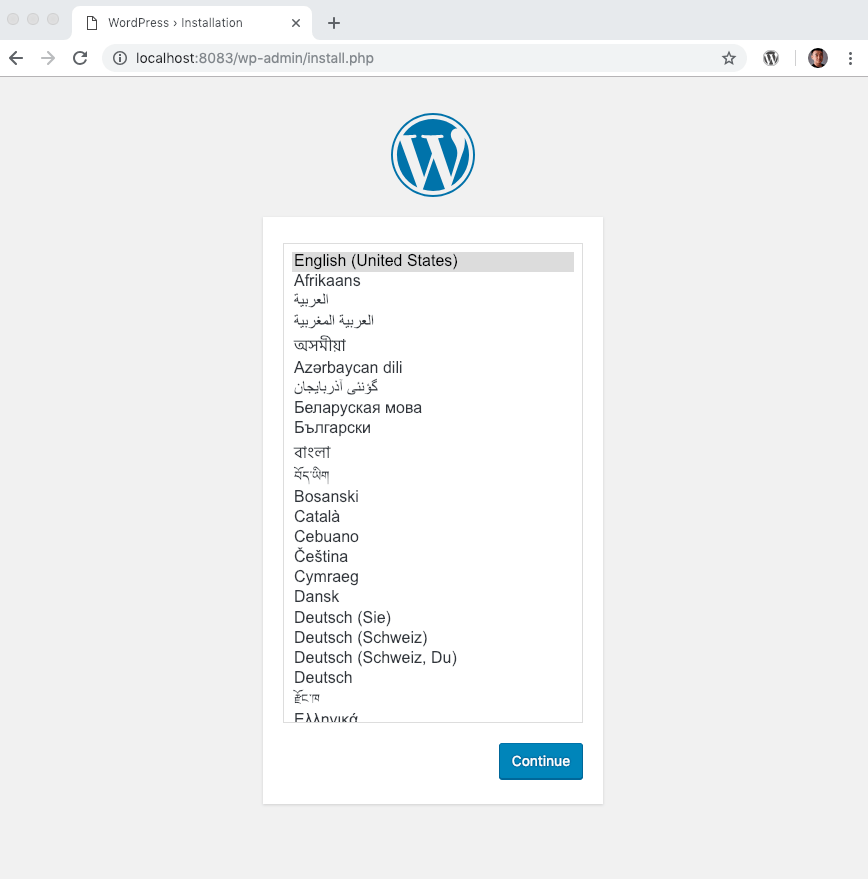 WordPress › Installation
localhost:8083/wp-admin/install.php
English (United States)
Afrikaans
العربية
العربية المغربية
অসমীয়া
Azərbaycan dili
گؤنئی آذربایجان
Беларуская мова
Български
বাংলা
བོད་ཡིག
Bosanski
Català
Cebuano
Čeština
Cymraeg
Dansk
Deutsch (Sie)
Deutsch (Schweiz)
Deutsch (Schweiz, Du)
Deutsch
རྫོང་ཁ
Ελληνικά
Continue